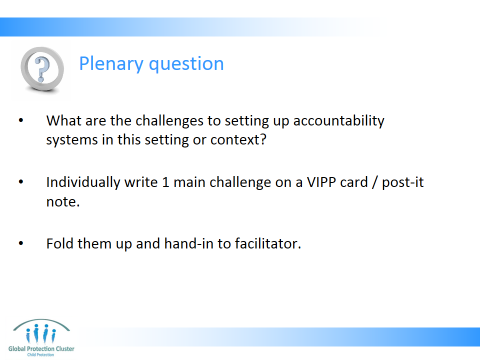 Plenary question
• What are the challenges to setting up accountability
systems in this setting or context?
• Individually write 1 main challenge on a VIPP card / post-it
note.
• Fold them up and hand-in to facilitator.
Global Protection Cluster
Child Protection